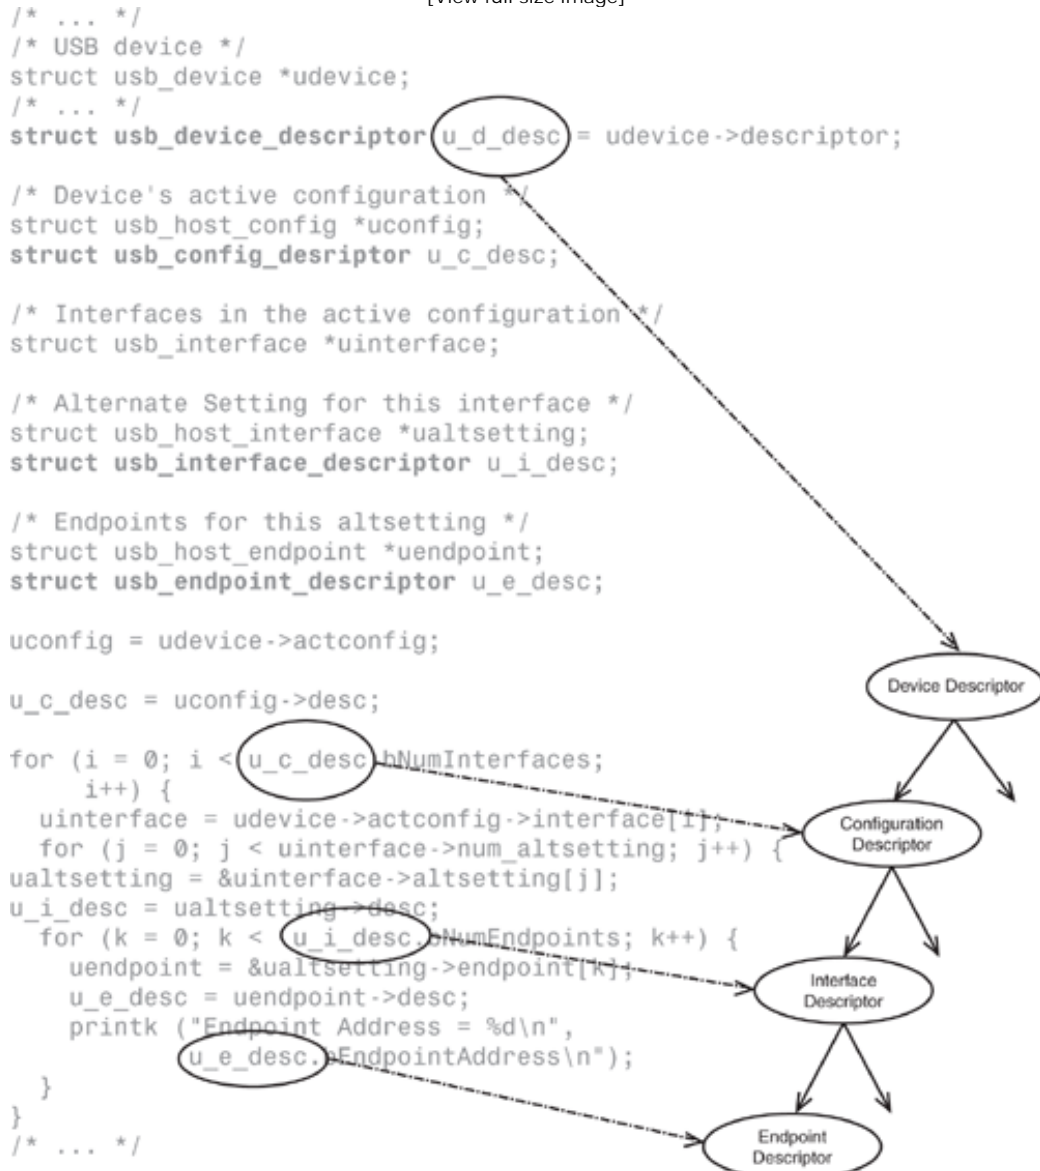 [View full size image]
/* ... */
/* USB device */
struct usb_device *udevice;
/* ... */
struct usb_device_descriptor u_d_desc = udevice->descriptor;
/* Device's active configuration */
struct usb_host_config *uconfig;
struct usb_config_desriptor u_c_desc;
/* Interfaces in the active configuration */
struct usb_interface *uinterface;
/* Alternate Setting for this interface */
struct usb_host_interface *ualtsetting;
struct usb_interface_descriptor u_i_desc;
/* Endpoints for this altsetting */
struct usb_host_endpoint *uendpoint;
struct usb_endpoint_descriptor u_e_desc;
uconfig = udevice->actconfig;
u_c_desc = uconfig->desc;
for (i = 0; i < u_c_desc.bNumInterfaces;
i++) {
uinterface = udevice->actconfig->interface[i];
for (j = 0; j < uinterface->num_altsetting; j++) {
ualtsetting = &uinterface->altsetting[j];
u_i_desc = ualtsetting->desc;
for (k = 0; k < u_i_desc.bNumEndpoints; k++) {
uendpoint = &ualtsetting->endpoint[k];
u_e_desc = uendpoint->desc;
printk ("Endpoint Address = %d\n",
u_e_desc.bEndpointAddress\n");
}
}
/* ... */
Device Descriptor
Configuration
Descriptor
Interface
Descriptor
Endpoint
Descriptor